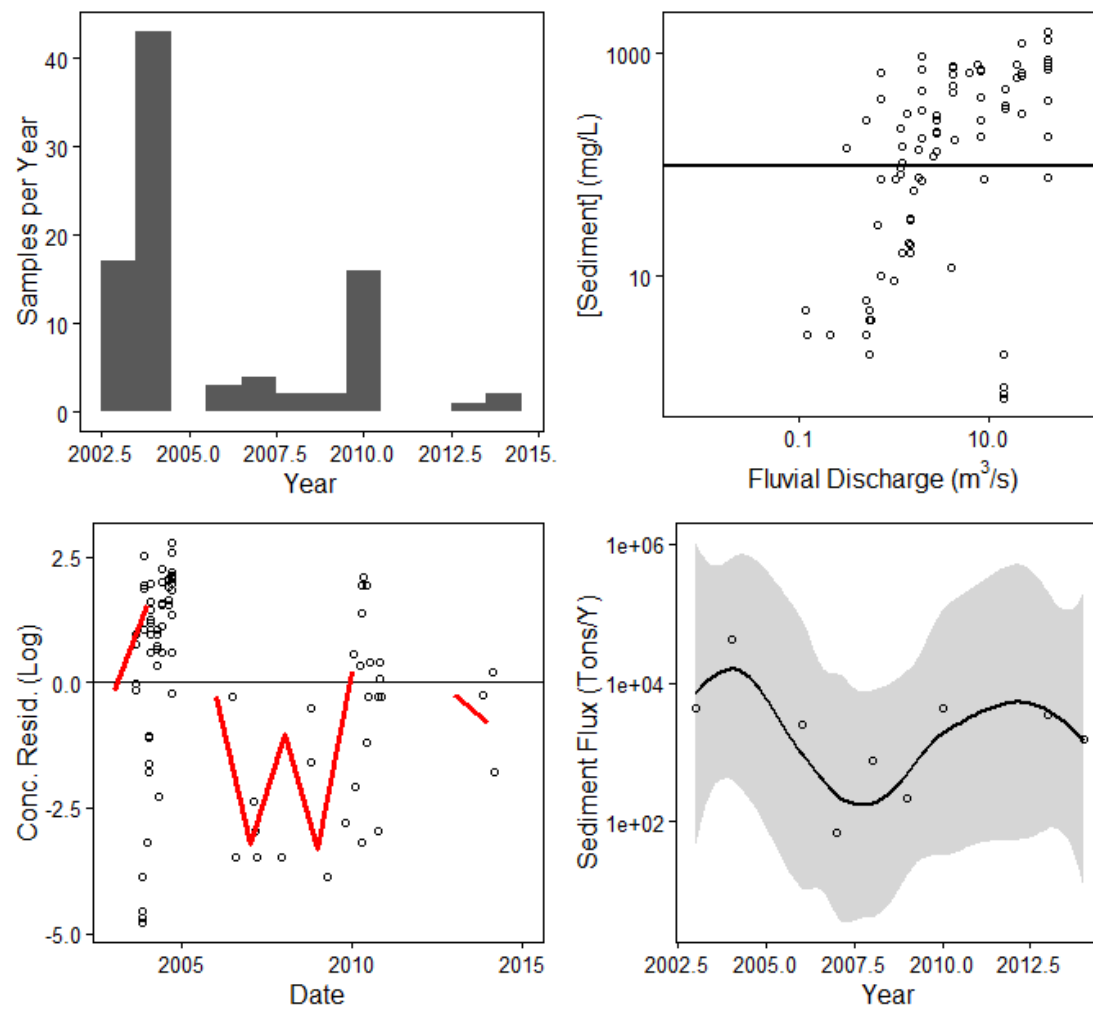 Samples per Year
40
30
20
10
0
2002.5 2005.0 2007.5 2010.0 2012.5 2015.
Year
[Sediment] (mg/L)
1000
10
0.1 10.0
Fluvial Discharge (m³/s)
Conc. Resid. (Log)
2.5
0.0
-2.5
-5.0
2005 2010 2015
Date
Sediment Flux (Tons/Y)
1e+06
1e+04
1e+02
2002.5 2005.0 2007.5 2010.0 2012.5
Year